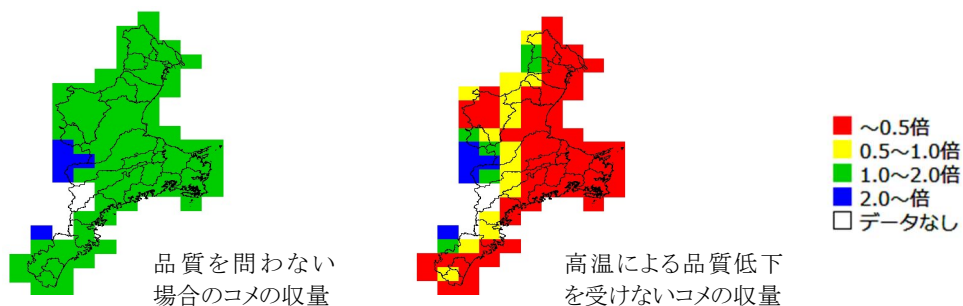 品質を問わない
場合のコメの収量
高温による品質低下
を受けないコメの収量
～0.5倍
0.5～1.0倍
1.0～2.0倍
2.0～倍
データなし